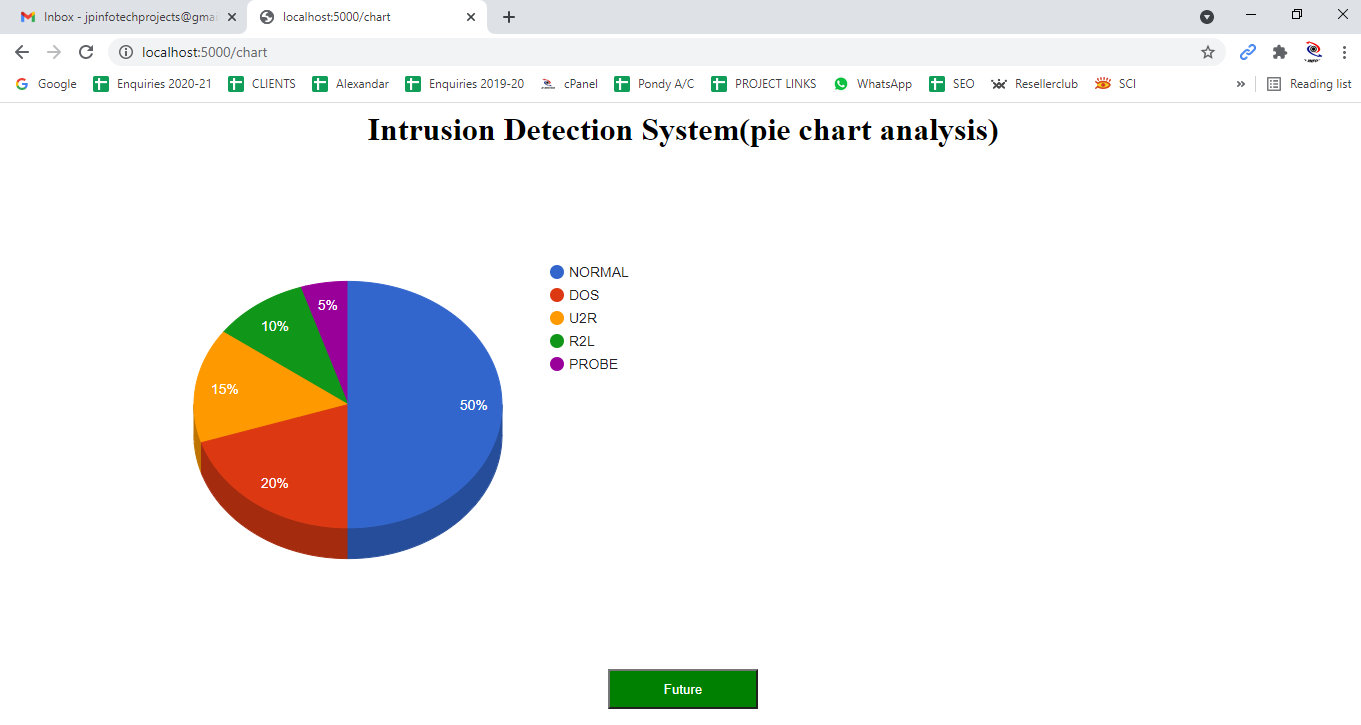 Inbox - jpinfotechprojects@gmai
localhost:5000/chart
localhost:5000/chart
Google Enquiries 2020-21 CLIENTS Alexandar Enquiries 2019-20 cPanel Pondy A/C PROJECT LINKS WhatsApp SEO Resellerclub SCI » Reading list
Intrusion Detection System(pie chart analysis)
NORMAL
DOS
U2R
R2L
PROBE
5%
10%
15%
50%
20%
Future